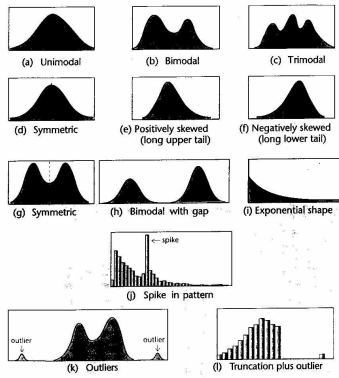 (a) Unimodal
(b) Bimodal
(c) Trimodal
(d) Symmetric
(e) Positively skewed
(long upper tail)
(f) Negatively skewed
(long lower tail)
(g) Symmetric
(h) Bimodal with gap
(i) Exponential shape
spike
(j) Spike in pattern
outlier
outlier
(k) Outliers
(l) Truncation plus outlier